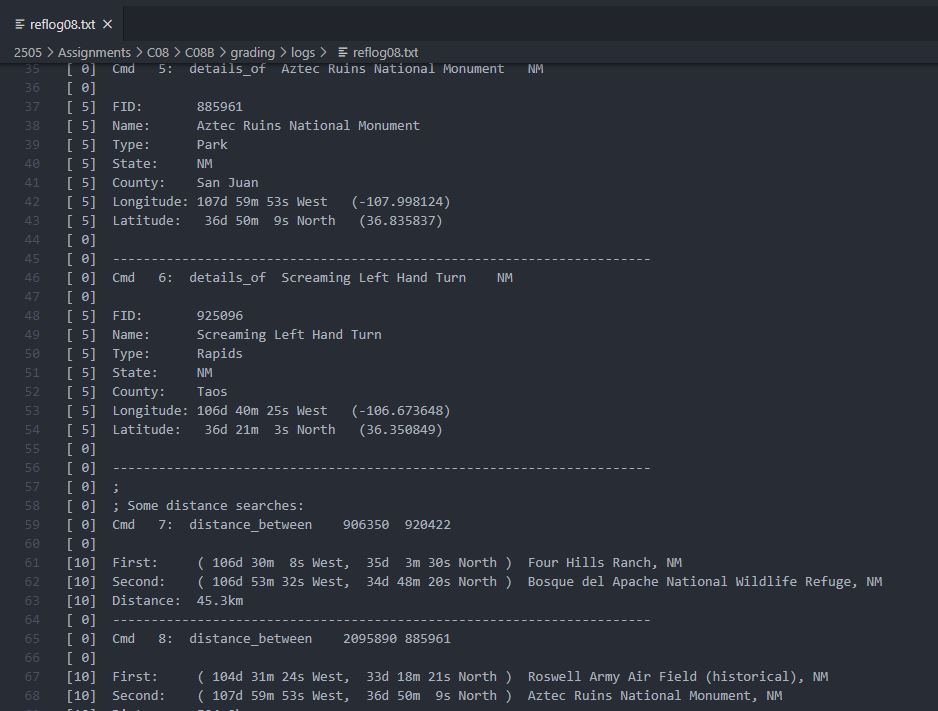 reflog08.txt
2505 > Assignments > C08 > C08B > grading > logs > reflog08.txt
35 [ 0] Cmd 5: details_of Aztec Ruins National Monument NM
36 [ 0]
37 [ 5] FID: 885961
38 [ 5] Name: Aztec Ruins National Monument
39 [ 5] Type: Park
40 [ 5] State: NM
41 [ 5] County: San Juan
42 [ 5] Longitude: 107d 59m 53s West (-107.998124)
43 [ 5] Latitude: 36d 50m 9s North (36.835837)
44 [ 0]
45 [ 0] ----------------------------------------------------------------------
46 [ 0] Cmd 6: details_of Screaming Left Hand Turn NM
47 [ 0]
48 [ 5] FID: 925096
49 [ 5] Name: Screaming Left Hand Turn
50 [ 5] Type: Rapids
51 [ 5] State: NM
52 [ 5] County: Taos
53 [ 5] Longitude: 106d 40m 25s West (-106.673648)
54 [ 5] Latitude: 36d 21m 3s North (36.350849)
55 [ 0]
56 [ 0] ----------------------------------------------------------------------
57 [ 0] ;
58 [ 0] ; Some distance searches:
59 [ 0] Cmd 7: distance_between 906350 920422
60 [ 0]
61 [10] First: ( 106d 30m 8s West, 35d 3m 30s North ) Four Hills Ranch, NM
62 [10] Second: ( 106d 53m 32s West, 34d 48m 20s North ) Bosque del Apache National Wildlife Refuge, NM
63 [10] Distance: 45.3km
64 [ 0] ----------------------------------------------------------------------
65 [ 0] Cmd 8: distance_between 2095890 885961
66 [ 0]
67 [10] First: ( 104d 31m 24s West, 33d 18m 21s North ) Roswell Army Air Field (historical), NM
68 [10] Second: ( 107d 59m 53s West, 36d 50m 9s North ) Aztec Ruins National Monument, NM